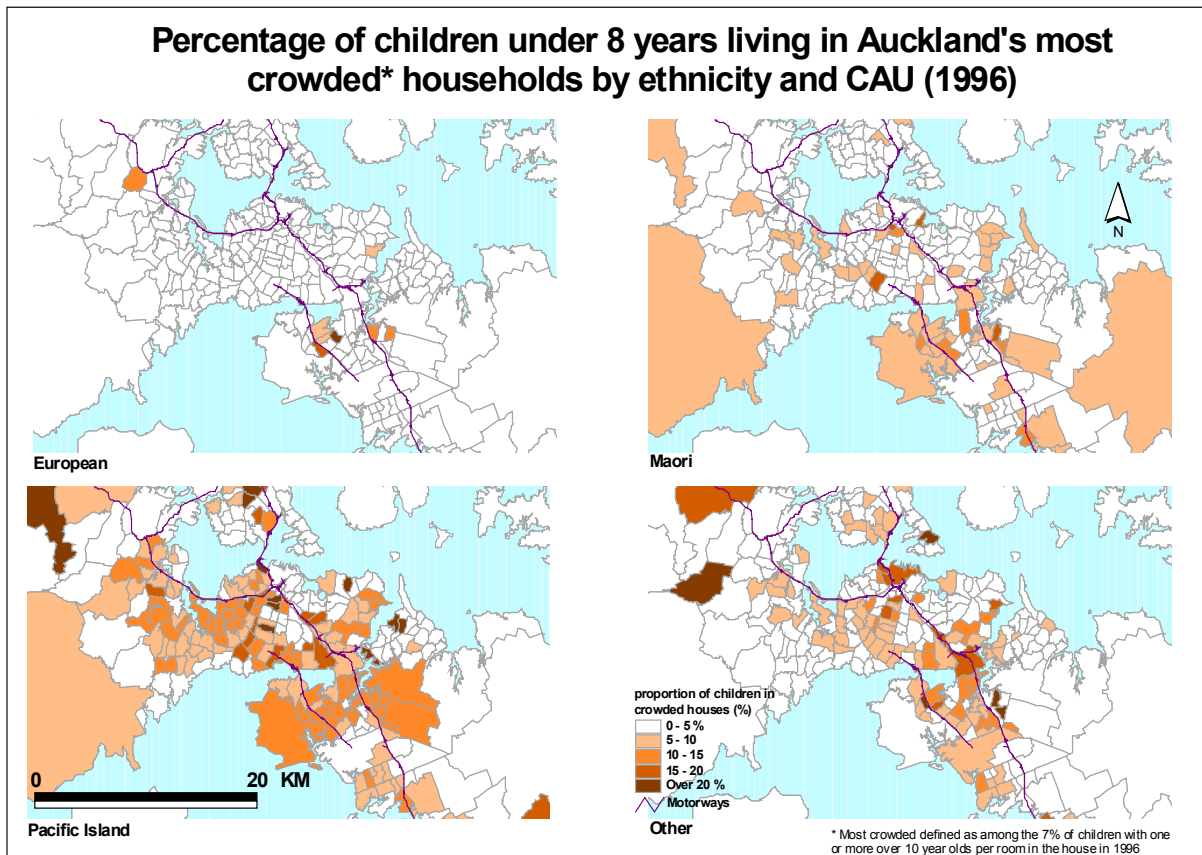 Percentage of children under 8 years living in Auckland's most
crowded* households by ethnicity and CAU (1996)
N
European
Maori
proportion of children in
crowded houses (%)
0 - 5 %
5 - 10
10 - 15
15 - 20
Over 20 %
Motorways
0 20 KM
Pacific Island
Other
* Most crowded defined as among the 7% of children with one
or more over 10 year olds per room in the house in 1996